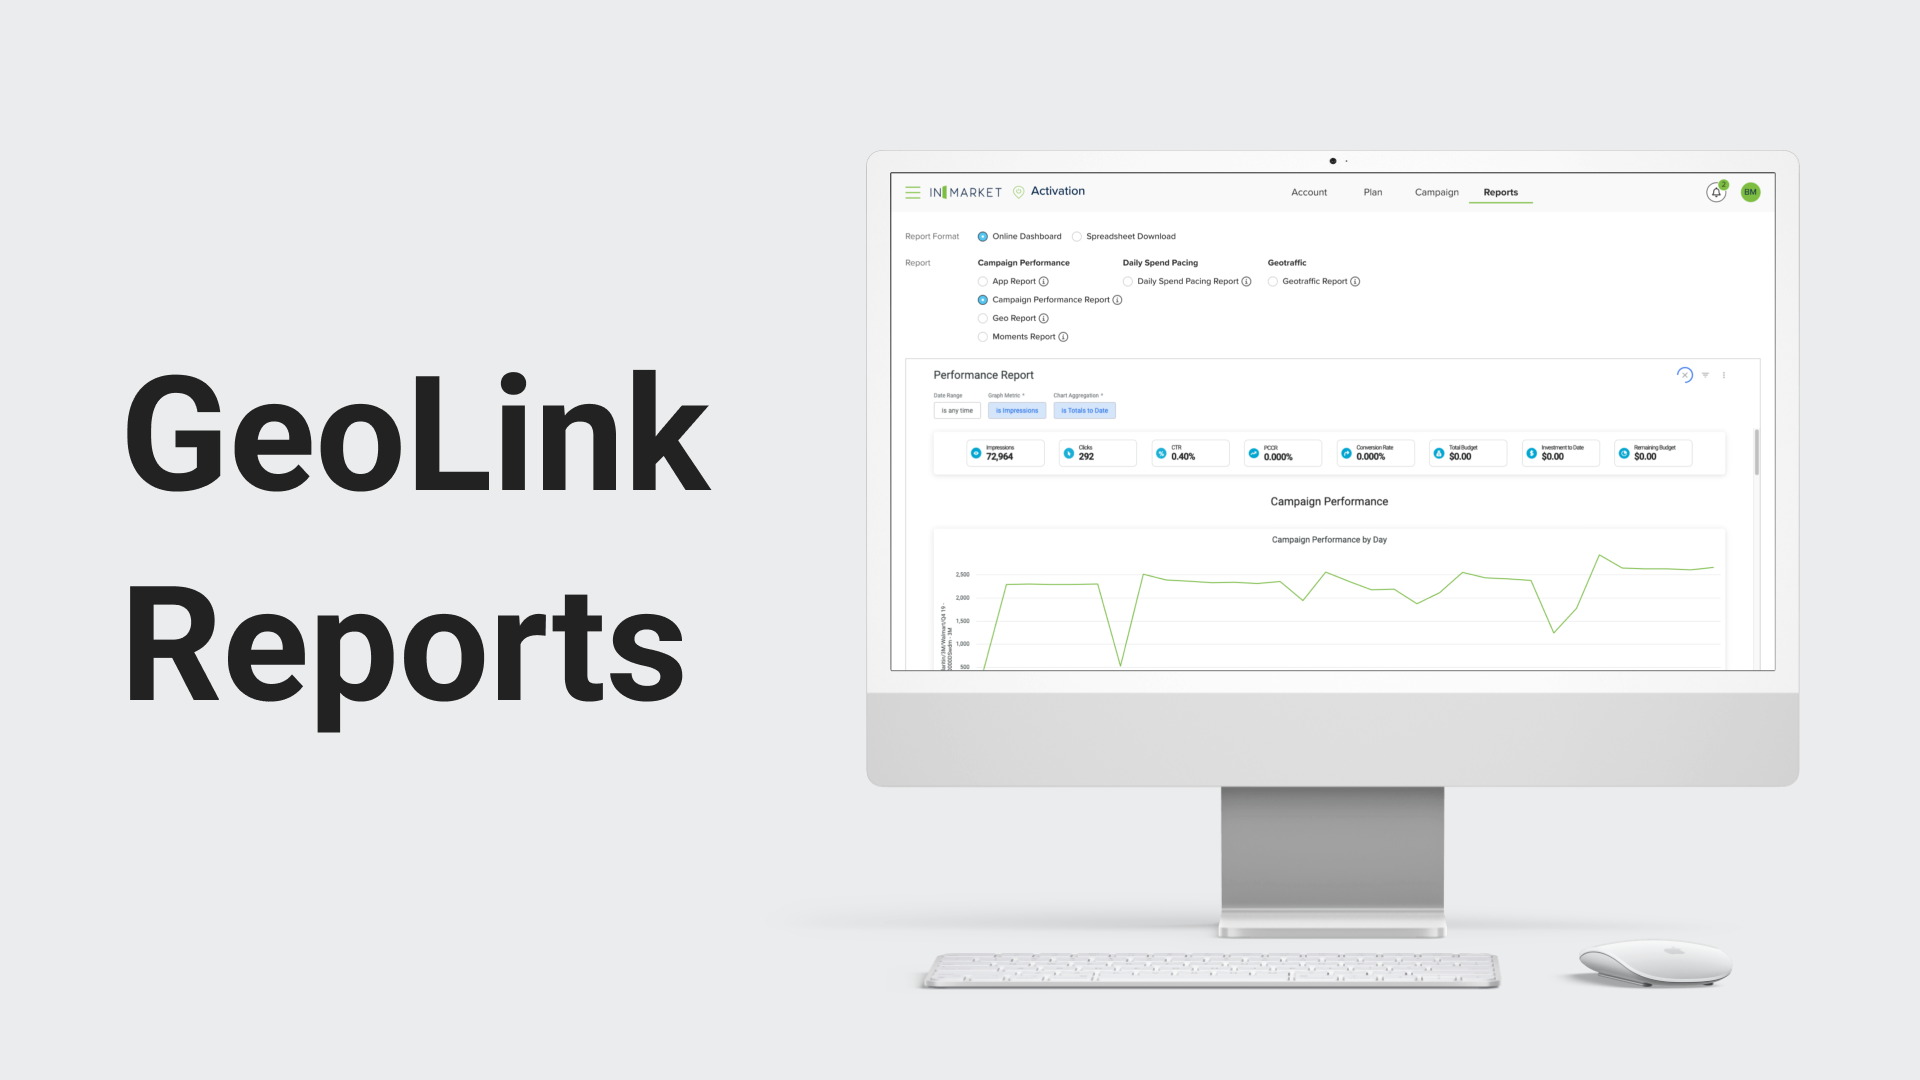 GeoLink
Reports
INMARKET Activation
Account Plan Campaign Reports
2
BM
Report Format Online Dashboard Spreadsheet Download
Report Campaign Performance Daily Spend Pacing Geotraffic
App Report Daily Spend Pacing Report Geotraffic Report
Campaign Performance Report
Geo Report
Moments Report
Performance Report
Date Range Graph Metric * Chart Aggregation *
is any time is Impressions is Totals to Date
Impressions Clicks CTR PCCR Conversion Rate Total Budget Investment to Date Remaining Budget
72,964 292 0.40% 0.000% 0.000% $0.00 $0.00 $0.00
Campaign Performance
Campaign Performance by Day
2,500
2,000
1,500
1,000
500